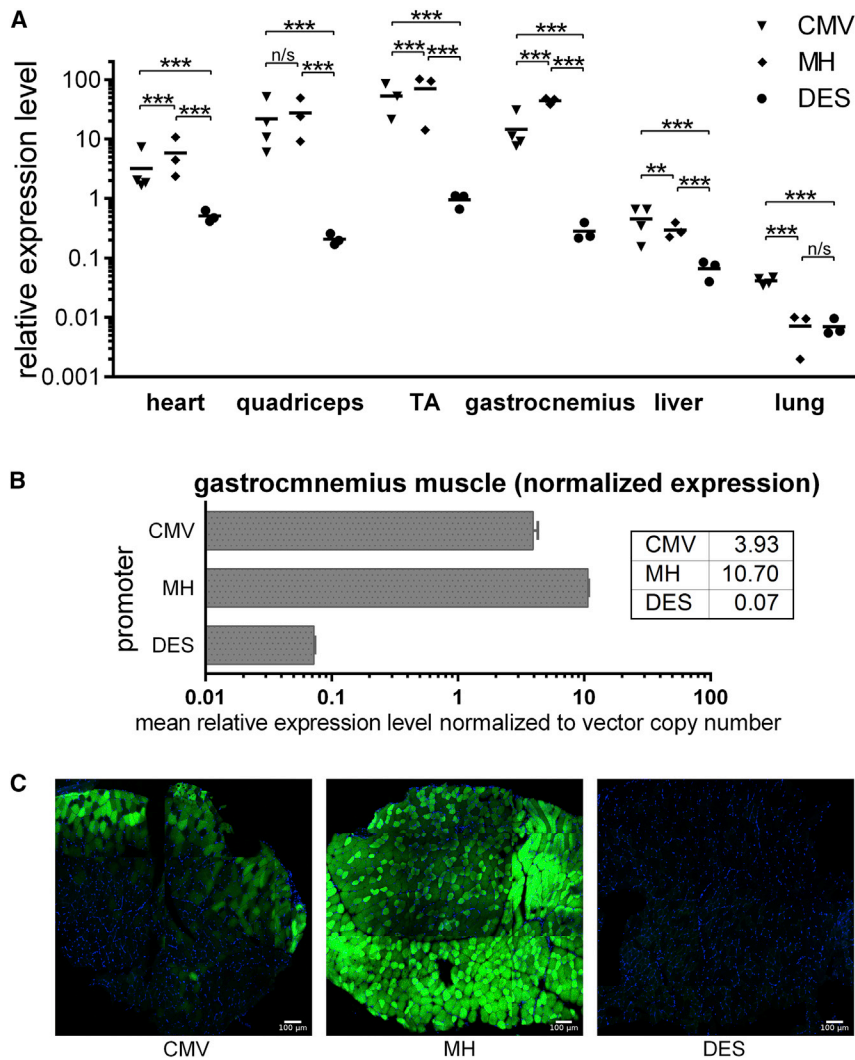 A
CMV
MH
DES
relative expression level
100
10
1
0.1
0.01
0.001
***
***
***
***
n/s
***
***
***
***
***
***
***
***
**
***
***
***
n/s
heart
quadriceps
TA
gastrocnemius
liver
lung
B
gastrocmnemius muscle (normalized expression)
promoter
CMV
MH
DES
CMV 3.93
MH 10.70
DES 0.07
0.01 0.1 1 10 100
mean relative expression level normalized to vector copy number
C
100 µm
100 µm
100 µm
CMV
MH
DES